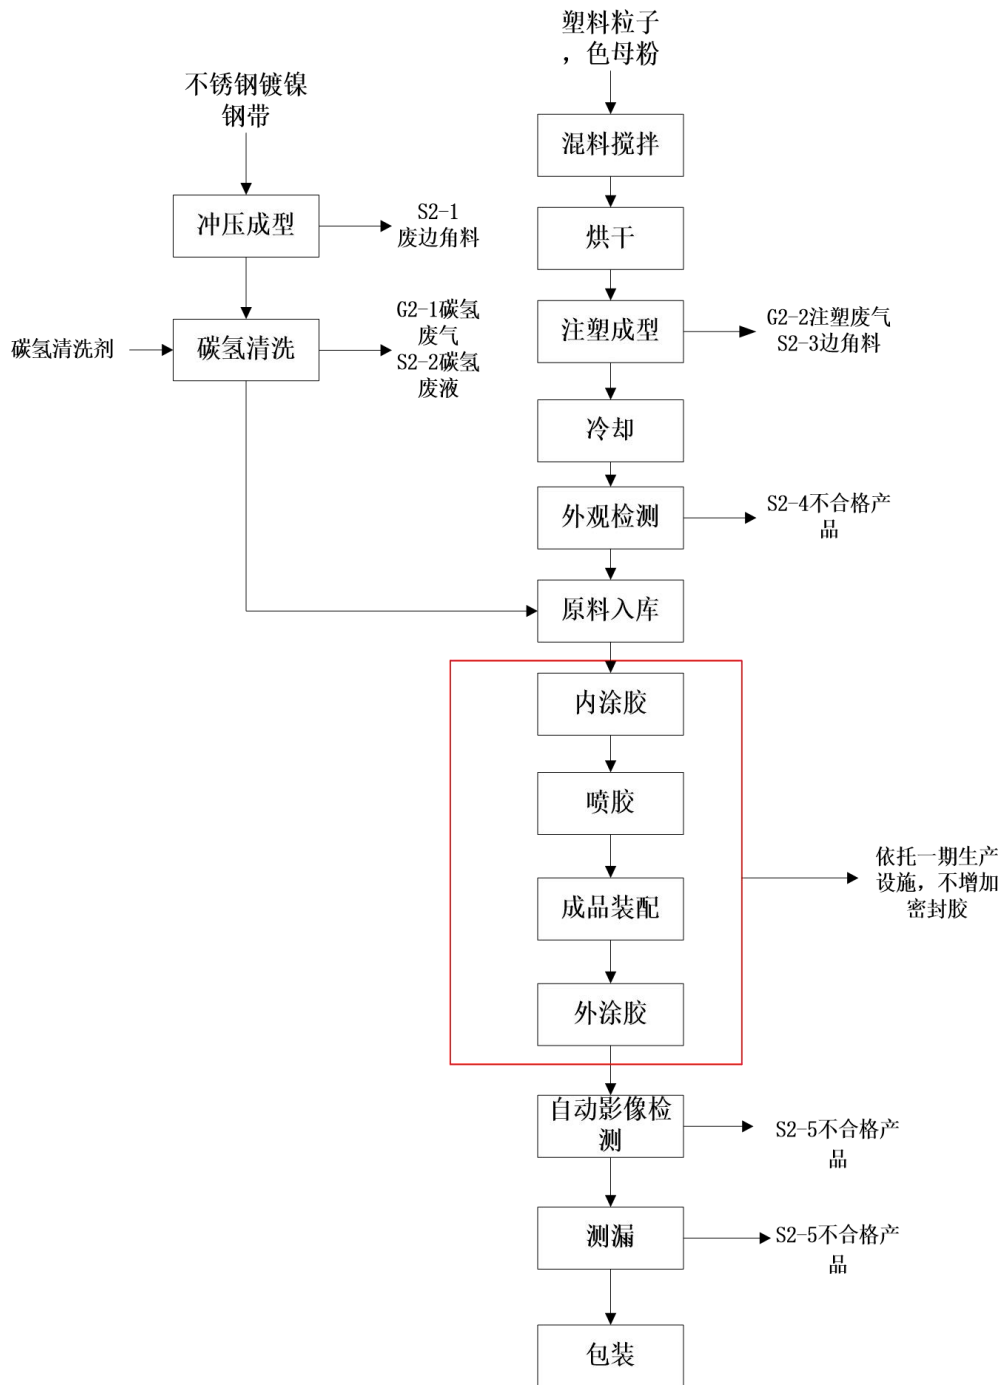 塑料粒子
，色母粉
不锈钢镀镍
钢带
混料搅拌
冲压成型
S2-1
废边角料
烘干
碳氢清洗剂
碳氢清洗
G2-1碳氢
废气
S2-2碳氢
废液
注塑成型
G2-2注塑废气
S2-3边角料
冷却
外观检测
S2-4不合格产
品
原料入库
内涂胶
喷胶
成品装配
依托一期生产
设施，不增加
密封胶
外涂胶
自动影像检
测
S2-5不合格产
品
测漏
S2-5不合格产
品
包装